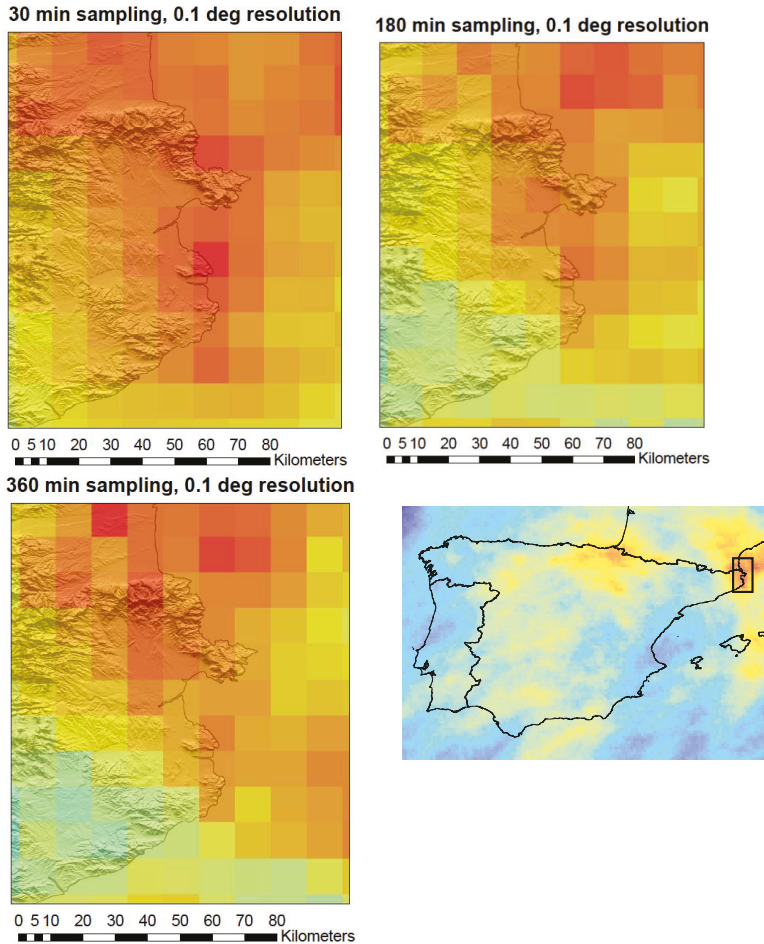 30 min sampling, 0.1 deg resolution
180 min sampling, 0.1 deg resolution
0 5 10 20 30 40 50 60 70 80 Kilometers
0 5 10 20 30 40 50 60 70 80 Kilometers
360 min sampling, 0.1 deg resolution
0 5 10 20 30 40 50 60 70 80 Kilometers